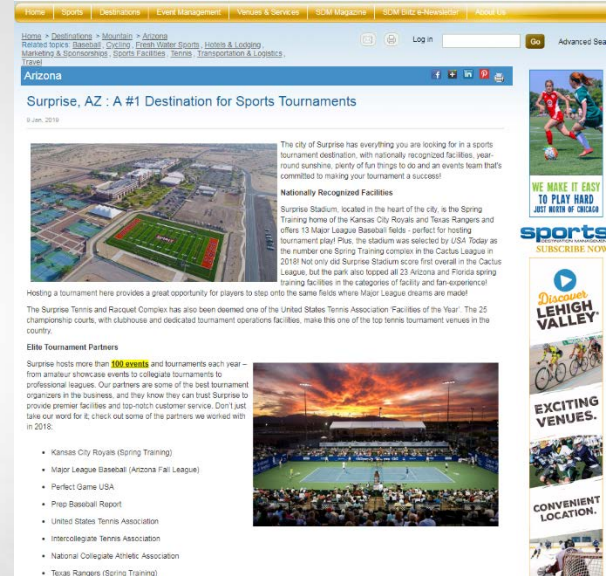 Home Sports Destinations Event Management Venues & Services SDM Magazine SDM Blitz e-Newsletter About Us
Home > Destinations > Mountain > Arizona
Related topics: Baseball, Cycling, Fresh Water Sports, Hotels & Lodging,
Marketing & Sponsorships, Sports Facilities, Tennis, Transportation & Logistics,
Travel
Log in
Go
Advanced Sea
Arizona
Surprise, AZ : A #1 Destination for Sports Tournaments
8 Jan, 2019
The city of Surprise has everything you are looking for in a sports
tournament destination, with nationally recognized facilities, year-
round sunshine, plenty of fun things to do and an events team that's
committed to making your tournament a success!
Nationally Recognized Facilities
Surprise Stadium, located in the heart of the city, is the Spring
Training home of the Kansas City Royals and Texas Rangers and
offers 13 Major League Baseball fields - perfect for hosting
tournament play! Plus, the stadium was selected by USA Today as
the number one Spring Training complex in the Cactus League in
2018! Not only did Surprise Stadium score first overall in the Cactus
League, but the park also topped all 23 Arizona and Florida spring
training facilities in the categories of facility and fan-experience!
Hosting a tournament here provides a great opportunity for players to step onto the same fields where Major League dreams are made!
The Surprise Tennis and Racquet Complex has also been deemed one of the United States Tennis Association 'Facilities of the Year'. The 25
championship courts, with clubhouse and dedicated tournament operations facilities, make this one of the top tennis tournament venues in the
country.
Elite Tournament Partners
Surprise hosts more than 100 events and tournaments each year –
from amateur showcase events to collegiate tournaments to
professional leagues. Our partners are some of the best tournament
organizers in the business, and they know they can trust Surprise to
provide premier facilities and top-notch customer service. Don't just
take our word for it; check out some of the partners we worked with
in 2018:
• Kansas City Royals (Spring Training)
• Major League Baseball (Arizona Fall League)
• Perfect Game USA
• Prep Baseball Report
• United States Tennis Association
• Intercollegiate Tennis Association
• National Collegiate Athletic Association
• Texas Rangers (Spring Training)
WE MAKE IT EASY
TO PLAY HARD
JUST NORTH OF CHICAGO
sports
DESTINATION MANAGEMENT
SUBSCRIBE NOW
Discover
LEHIGH
VALLEY
EXCITING
VENUES.
CONVENIENT
LOCATION.